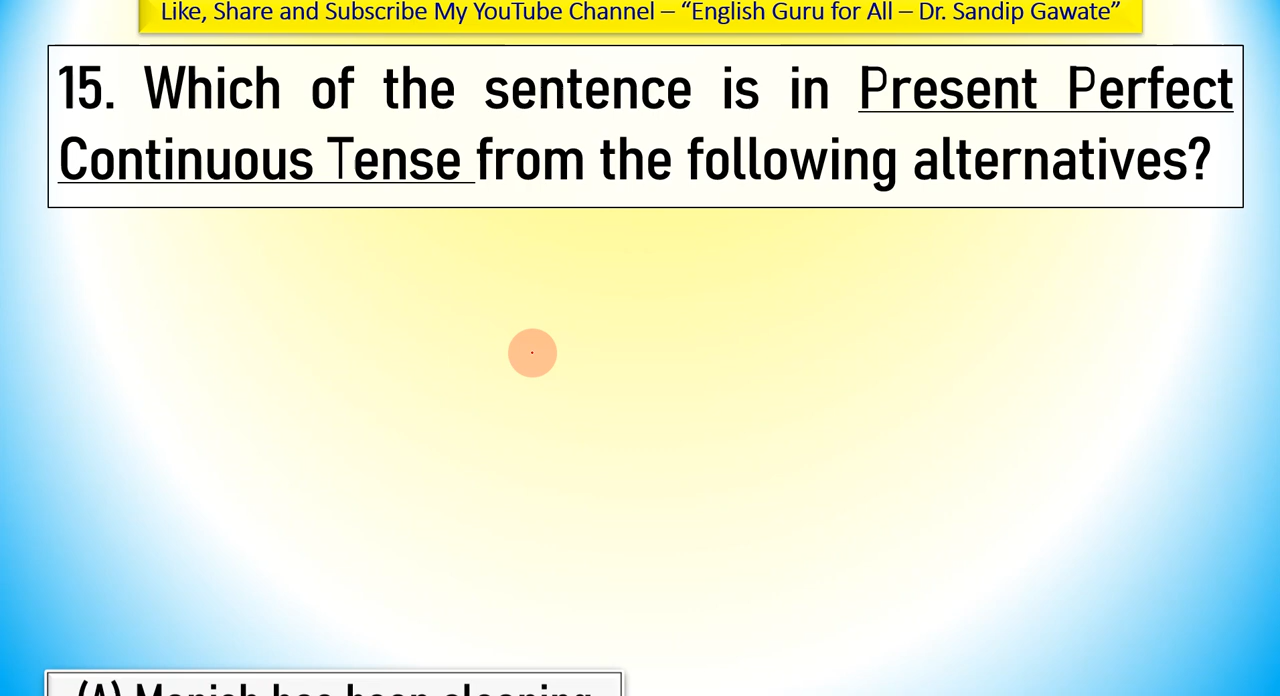 Like, Share and Subscribe My YouTube Channel – “English Guru for All – Dr. Sandip Gawate”
15. Which of the sentence is in Present Perfect
Continuous Tense from the following alternatives?
(A) Manish has been sleeping